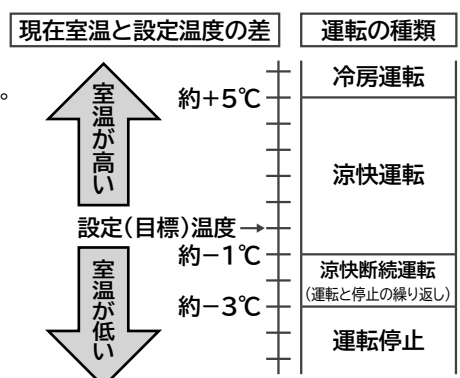 現在室温と設定温度の差
運転の種類
。
室温が高い
約+5℃
冷房運転
涼快運転
設定(目標)温度→
約−1℃
涼快断続運転
(運転と停止の繰り返し)
室温が低い
約−3℃
運転停止